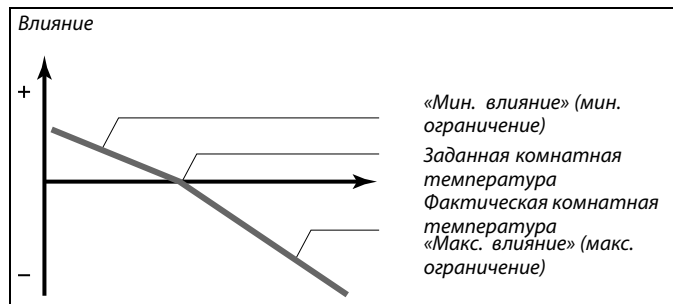 Влияние
+
«Мин. влияние» (мин.
ограничение)
Заданная комнатная
температура
Фактическая комнатная
температура
«Макс. влияние» (макс.
ограничение)
−